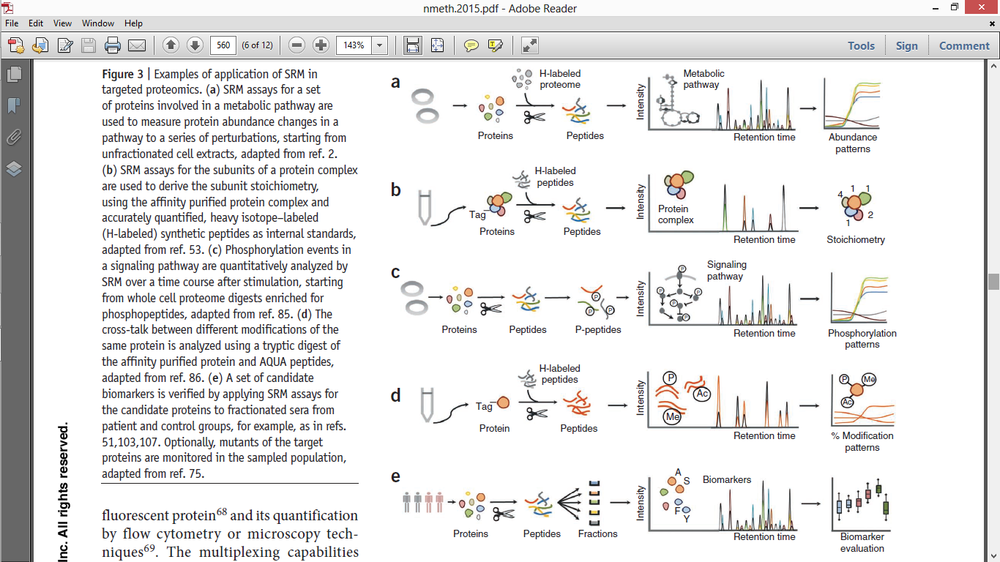 nmeth.2015.pdf - Adobe Reader
File Edit View Window Help
560 (6 of 12) 143% Tools Sign Comment
Figure 3 | Examples of application of SRM in
targeted proteomics. (a) SRM assays for a set
of proteins involved in a metabolic pathway are
used to measure protein abundance changes in a
pathway to a series of perturbations, starting from
unfractionated cell extracts, adapted from ref. 2.
(b) SRM assays for the subunits of a protein complex
are used to derive the subunit stoichiometry,
using the affinity purified protein complex and
accurately quantified, heavy isotope–labeled
(H-labeled) synthetic peptides as internal standards,
adapted from ref. 53. (c) Phosphorylation events in
a signaling pathway are quantitatively analyzed by
SRM over a time course after stimulation, starting
from whole cell proteome digests enriched for
phosphopeptides, adapted from ref. 85. (d) The
cross-talk between different modifications of the
same protein is analyzed using a tryptic digest of
the affinity purified protein and AQUA peptides,
adapted from ref. 86. (e) A set of candidate
biomarkers is verified by applying SRM assays for
the candidate proteins to fractionated sera from
patient and control groups, for example, as in refs.
51,103,107. Optionally, mutants of the target
proteins are monitored in the sampled population,
adapted from ref. 75.
fluorescent protein68 and its quantification
by flow cytometry or microscopy tech-
niques69. The multiplexing capabilities
Inc. All rights reserved.
a
H-labeled
proteome
Proteins
Peptides
Intensity
Metabolic
pathway
Retention time
Abundance
patterns
b
H-labeled
peptides
Tag
Proteins
Peptides
Intensity
Protein
complex
Retention time
4 1 1
2
1
Stoichiometry
c
Proteins
Peptides
P P P
P-peptides
Intensity
Signaling
pathway
P
P P
P
P
Retention time
Phosphorylation
patterns
d
H-labeled
peptides
Tag
Protein
Peptides
Intensity
P
Ac
Me
Retention time
P Me
Ac
% Modification
patterns
e
Proteins
Peptides
Fractions
Intensity
A
S
F
Y
Biomarkers
Retention time
Biomarker
evaluation